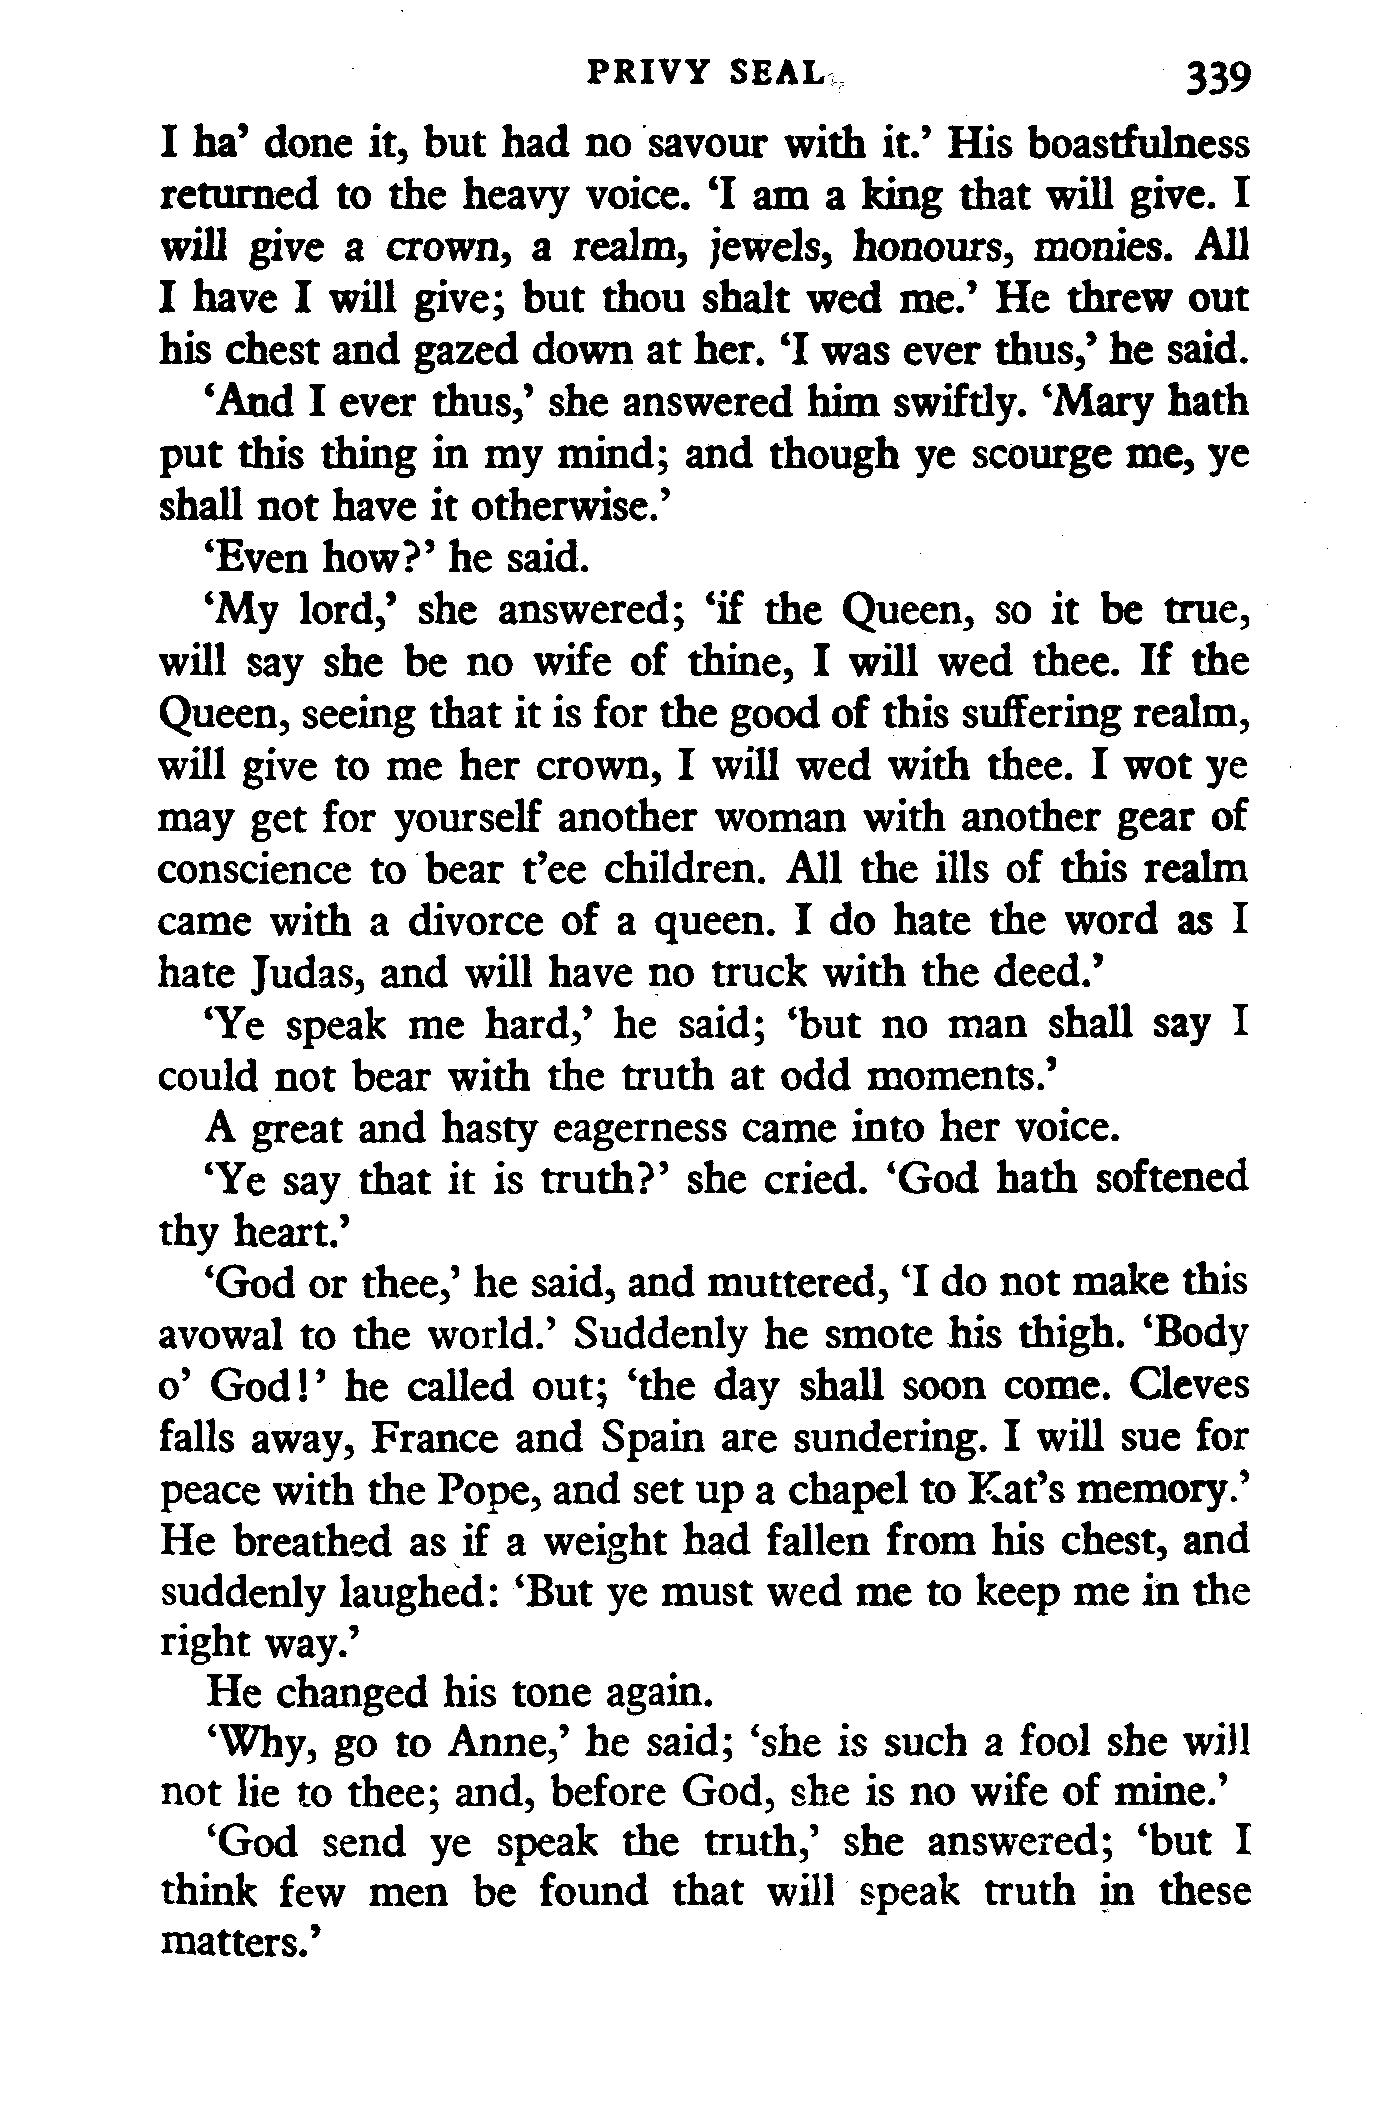 PRIVY SEAL 339
I ha’ done it, but had no savour with it.’ His boastfulness
returned to the heavy voice. ‘I am a king that will give. I
will give a crown, a realm, jewels, honours, monies. All
I have I will give; but thou shalt wed me.’ He threw out
his chest and gazed down at her. ‘I was ever thus,’ he said.
‘And I ever thus,’ she answered him swiftly. ‘Mary hath
put this thing in my mind; and though ye scourge me, ye
shall not have it otherwise.’
‘Even how?’ he said.
‘My lord,’ she answered; ‘if the Queen, so it be true,
will say she be no wife of thine, I will wed thee. If the
Queen, seeing that it is for the good of this suffering realm,
will give to me her crown, I will wed with thee. I wot ye
may get for yourself another woman with another gear of
conscience to bear t’ee children. All the ills of this realm
came with a divorce of a queen. I do hate the word as I
hate Judas, and will have no truck with the deed.’
‘Ye speak me hard,’ he said; ‘but no man shall say I
could not bear with the truth at odd moments.’
A great and hasty eagerness came into her voice.
‘Ye say that it is truth?’ she cried. ‘God hath softened
thy heart.’
‘God or thee,’ he said, and muttered, ‘I do not make this
avowal to the world.’ Suddenly he smote his thigh. ‘Body
o’ God!’ he called out; ‘the day shall soon come. Cleves
falls away, France and Spain are sundering. I will sue for
peace with the Pope, and set up a chapel to Kat’s memory.’
He breathed as if a weight had fallen from his chest, and
suddenly laughed: ‘But ye must wed me to keep me in the
right way.’
He changed his tone again.
‘Why, go to Anne,’ he said; ‘she is such a fool she will
not lie to thee; and, before God, she is no wife of mine.’
‘God send ye speak the truth,’ she answered; ‘but I
think few men be found that will speak truth in these
matters.’